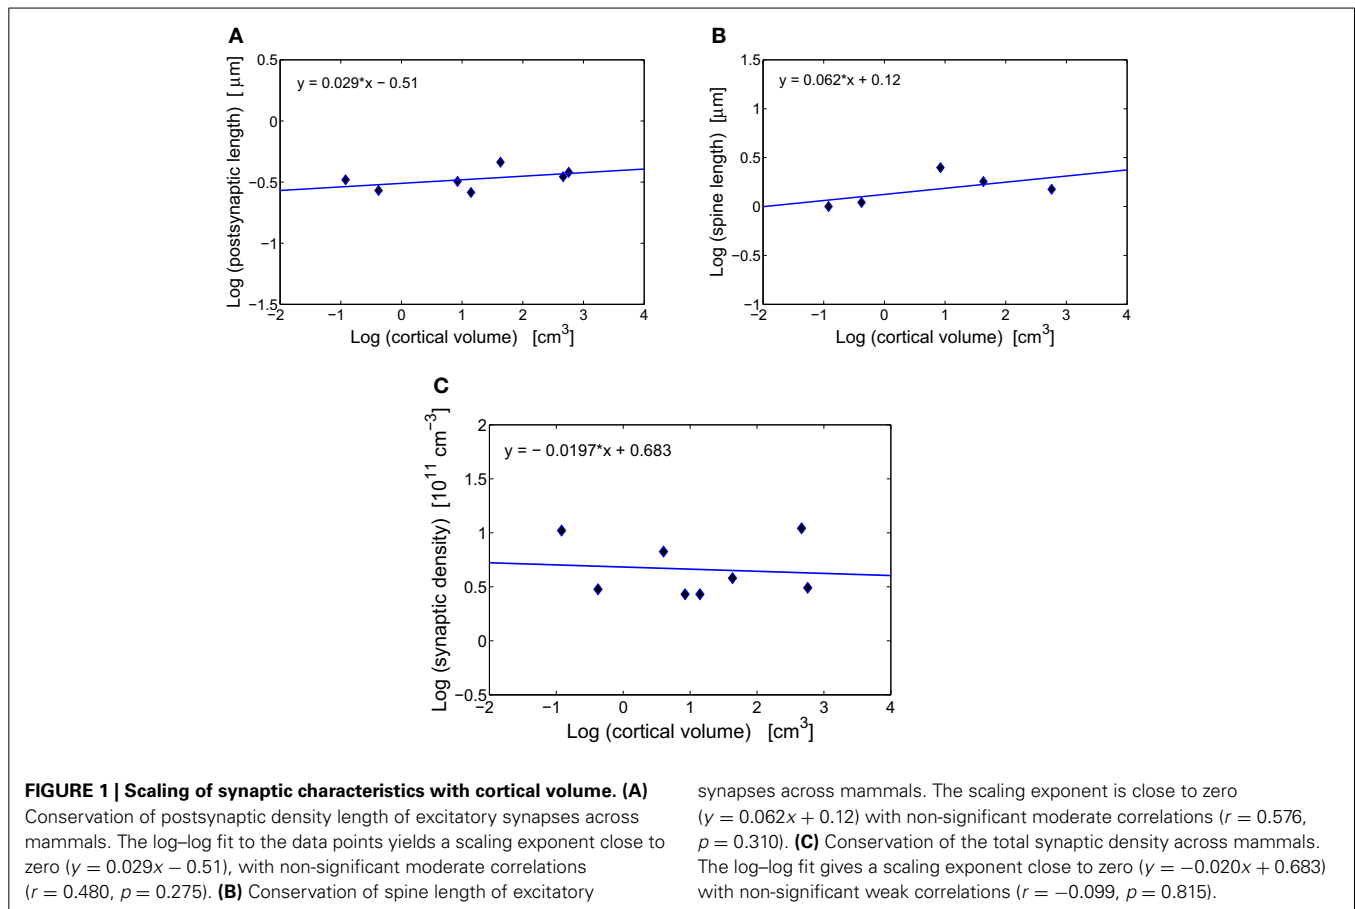 A
y = 0.029*x − 0.51
0.5
0
−0.5
−1
−1.5
−2
−1
0
1
2
3
4
Log (postsynaptic length) [ μm]
Log (cortical volume) [cm³]
B
y = 0.062*x + 0.12
1.5
1
0.5
0
−0.5
−1
−2
−1
0
1
2
3
4
Log (spine length) [μm]
Log (cortical volume) [cm³]
C
y = − 0.0197*x + 0.683
2
1.5
1
0.5
0
−0.5
−2
−1
0
1
2
3
4
Log (synaptic density) [10¹¹ cm⁻³]
Log (cortical volume) [cm³]
FIGURE 1 | Scaling of synaptic characteristics with cortical volume. (A)
Conservation of postsynaptic density length of excitatory synapses across
mammals. The log–log fit to the data points yields a scaling exponent close to
zero (y = 0.029x − 0.51), with non-significant moderate correlations
(r = 0.480, p = 0.275). (B) Conservation of spine length of excitatory
synapses across mammals. The scaling exponent is close to zero
(y = 0.062x + 0.12) with non-significant moderate correlations (r = 0.576,
p = 0.310). (C) Conservation of the total synaptic density across mammals.
The log–log fit gives a scaling exponent close to zero (y = −0.020x + 0.683)
with non-significant weak correlations (r = −0.099, p = 0.815).